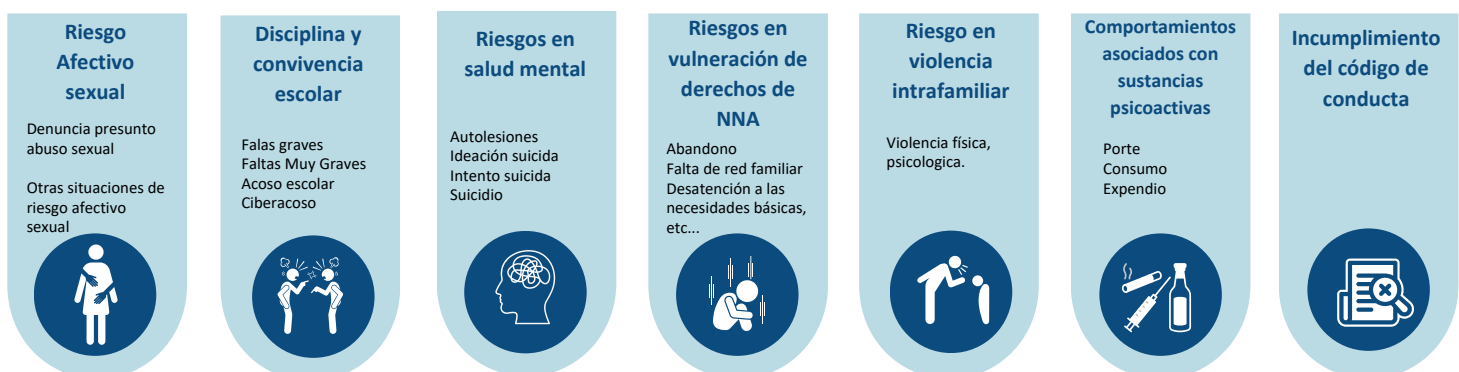 Riesgo
Afectivo
sexual
Denuncia presunto
abuso sexual
Otras situaciones de
riesgo afectivo
sexual
Disciplina y
convivencia
escolar
Falas graves
Faltas Muy Graves
Acoso escolar
Ciberacoso
Riesgos en
salud mental
Autolesiones
Ideación suicida
Intento suicida
Suicidio
Riesgos en
vulneración de
derechos de
NNA
Abandono
Falta de red familiar
Desatención a las
necesidades básicas,
etc...
Riesgo en
violencia
intrafamiliar
Violencia física,
psicologica.
Comportamientos
asociados con
sustancias
psicoactivas
Porte
Consumo
Expendio
Incumplimiento
del código de
conducta